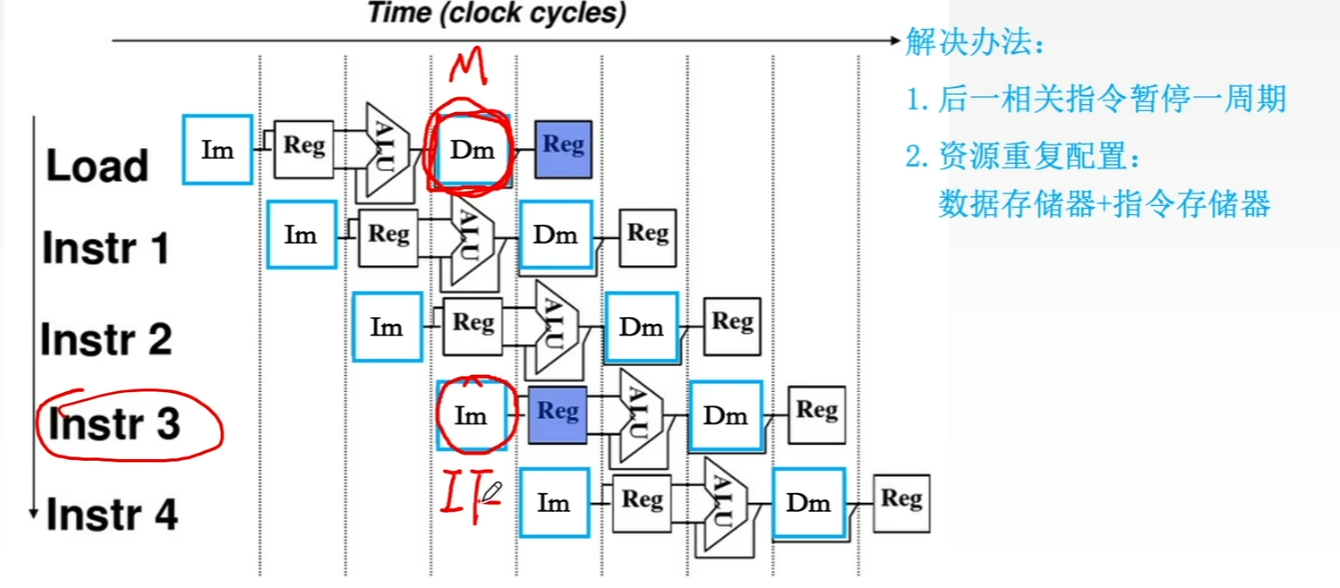 Time (clock cycles)
解决办法：
M
1. 后一相关指令暂停一周期
Load Im Reg ALU Dm Reg
2. 资源重复配置：
数据存储器+指令存储器
Instr 1 Im Reg ALU Dm Reg
Instr 2 Im Reg ALU Dm Reg
Instr 3 Im Reg ALU Dm Reg
IF
Instr 4 Im Reg ALU Dm Reg